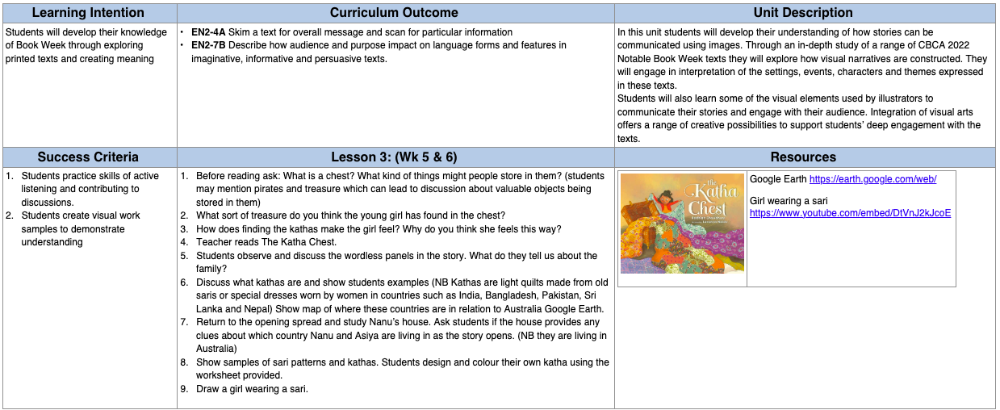 Learning Intention
Curriculum Outcome
Unit Description
Students will develop their knowledge
of Book Week through exploring
printed texts and creating meaning
• EN2-4A Skim a text for overall message and scan for particular information
• EN2-7B Describe how audience and purpose impact on language forms and features in
imaginative, informative and persuasive texts.
In this unit students will develop their understanding of how stories can be
communicated using images. Through an in-depth study of a range of CBCA 2022
Notable Book Week texts they will explore how visual narratives are constructed. They
will engage in interpretation of the settings, events, characters and themes expressed
in these texts.
Students will also learn some of the visual elements used by illustrators to
communicate their stories and engage with their audience. Integration of visual arts
offers a range of creative possibilities to support students' deep engagement with the
texts.
Success Criteria
Lesson 3: (Wk 5 & 6)
Resources
1. Students practice skills of active
listening and contributing to
discussions.
2. Students create visual work
samples to demonstrate
understanding
1. Before reading ask: What is a chest? What kind of things might people store in them? (students
may mention pirates and treasure which can lead to discussion about valuable objects being
stored in them)
2. What sort of treasure do you think the young girl has found in the chest?
3. How does finding the kathas make the girl feel? Why do you think she feels this way?
4. Teacher reads The Katha Chest.
5. Students observe and discuss the wordless panels in the story. What do they tell us about the
family?
6. Discuss what kathas are and show students examples (NB Kathas are light quilts made from old
saris or special dresses worn by women in countries such as India, Bangladesh, Pakistan, Sri
Lanka and Nepal) Show map of where these countries are in relation to Australia Google Earth.
7. Return to the opening spread and study Nanu's house. Ask students if the house provides any
clues about which country Nanu and Asiya are living in as the story opens. (NB they are living in
Australia)
8. Show samples of sari patterns and kathas. Students design and colour their own katha using the
worksheet provided.
9. Draw a girl wearing a sari.
the
Katha
Chest
Google Earth https://earth.google.com/web/
Girl wearing a sari
https://www.youtube.com/embed/DtVnJ2kJcoE